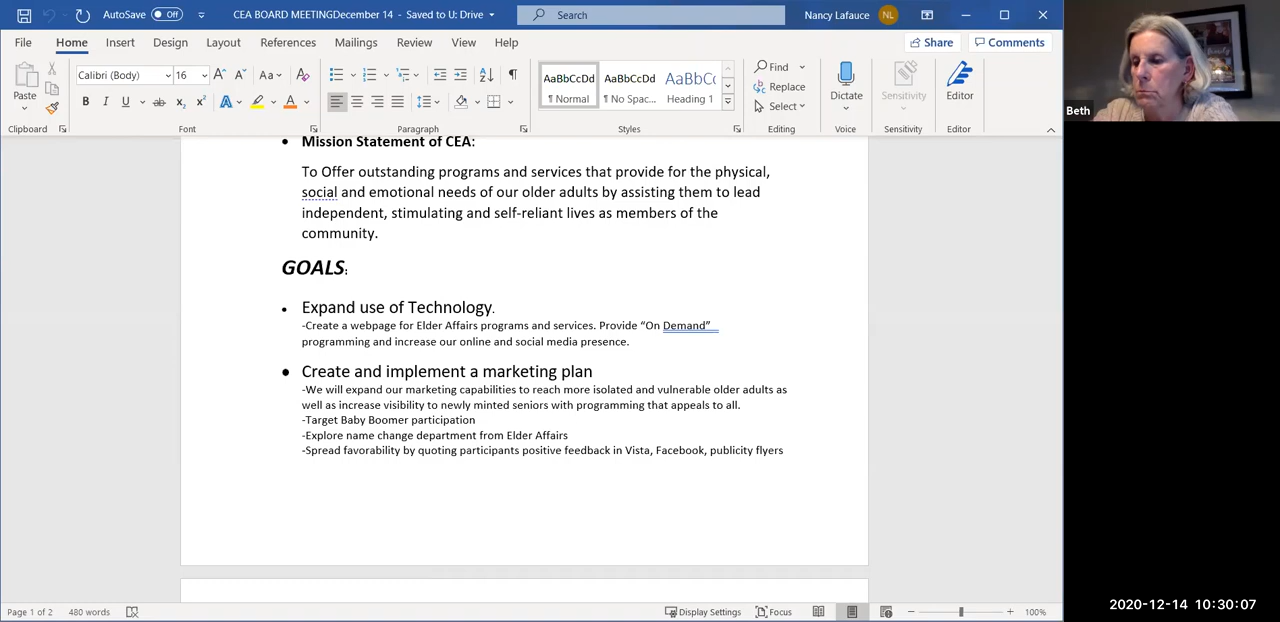 AutoSave Off CEA BOARD MEETINGDecember 14 - Saved to U: Drive Search Nancy Lafauce NL
File Home Insert Design Layout References Mailings Review View Help Share Comments
Paste Calibri (Body) 16 A A Aa A AaBbCcDd AaBbCcDd AaBbC Find Dictate Sensitivity Editor
B I U ab x₂ x² A A ¶ Normal ¶ No Spac... Heading 1 Replace
Select
Clipboard Font Paragraph Styles Editing Voice Sensitivity Editor
Beth
• Mission Statement of CEA:
To Offer outstanding programs and services that provide for the physical,
social and emotional needs of our older adults by assisting them to lead
independent, stimulating and self-reliant lives as members of the
community.
GOALS:
• Expand use of Technology.
-Create a webpage for Elder Affairs programs and services. Provide “On Demand”
programming and increase our online and social media presence.
• Create and implement a marketing plan
-We will expand our marketing capabilities to reach more isolated and vulnerable older adults as
well as increase visibility to newly minted seniors with programming that appeals to all.
-Target Baby Boomer participation
-Explore name change department from Elder Affairs
-Spread favorability by quoting participants positive feedback in Vista, Facebook, publicity flyers
Page 1 of 2 480 words Display Settings Focus 100%
2020-12-14 10:30:07